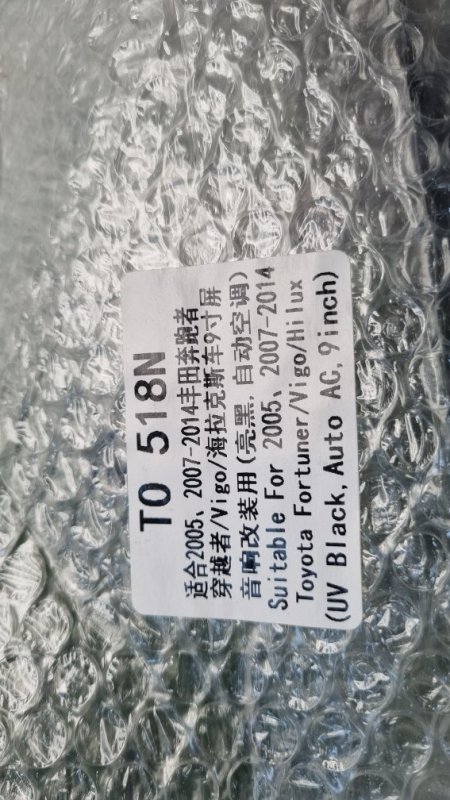 TO 518N
适合2005、2007-2014丰田奔跑者
穿越者/Vigo/海拉克斯车9寸屏
音响改装用(亮黑,自动空调)
Suitable For 2005、2007-2014
Toyota Fortuner/Vigo/Hilux
(UV Black,Auto AC,9inch)